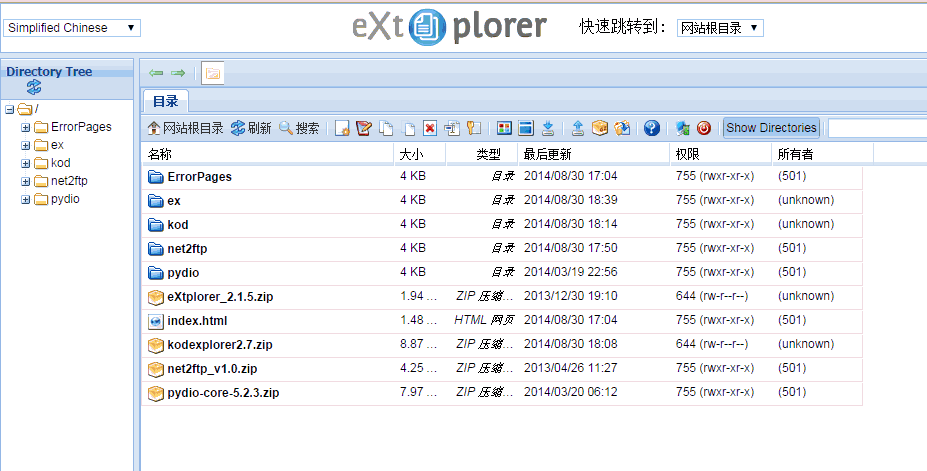 Simplified Chinese
eXtplorer
快速跳转到： 网站根目录
Directory Tree
/
ErrorPages
ex
kod
net2ftp
pydio
目录
网站根目录 刷新 搜索 Show Directories
名称 大小 类型 最后更新 权限 所有者
ErrorPages 4 KB 目录 2014/08/30 17:04 755 (rwxr-xr-x) (501)
ex 4 KB 目录 2014/08/30 18:39 755 (rwxr-xr-x) (unknown)
kod 4 KB 目录 2014/08/30 18:14 755 (rwxr-xr-x) (unknown)
net2ftp 4 KB 目录 2014/08/30 17:50 755 (rwxr-xr-x) (501)
pydio 4 KB 目录 2014/03/19 22:56 755 (rwxr-xr-x) (501)
eXtplorer_2.1.5.zip 1.94 ... ZIP 压缩... 2013/12/30 19:10 644 (rw-r--r--) (unknown)
index.html 1.48 ... HTML 网页 2014/08/30 17:04 755 (rwxr-xr-x) (501)
kodexplorer2.7.zip 8.87 ... ZIP 压缩... 2014/08/30 18:08 644 (rw-r--r--) (unknown)
net2ftp_v1.0.zip 4.25 ... ZIP 压缩... 2013/04/26 11:27 755 (rwxr-xr-x) (501)
pydio-core-5.2.3.zip 7.97 ... ZIP 压缩... 2014/03/20 06:12 755 (rwxr-xr-x) (501)